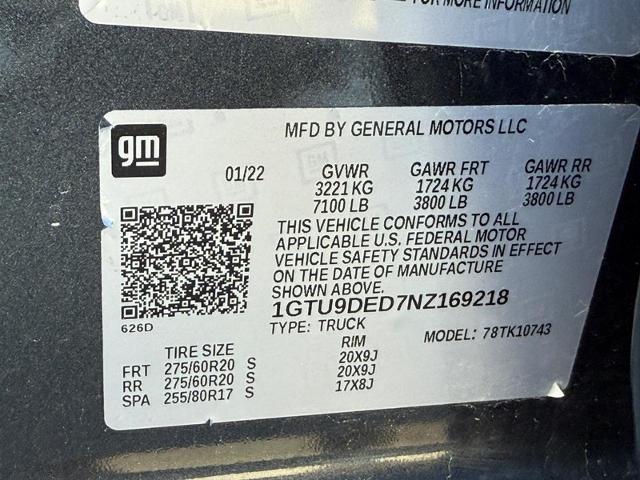 FOR MORE INFORMATION
gm
MFD BY GENERAL MOTORS LLC
01/22 GVWR GAWR FRT GAWR RR
3221 KG 1724 KG 1724 KG
7100 LB 3800 LB 3800 LB
THIS VEHICLE CONFORMS TO ALL
APPLICABLE U.S. FEDERAL MOTOR
VEHICLE SAFETY STANDARDS IN EFFECT
ON THE DATE OF MANUFACTURE
SHOWN ABOVE.
1GTU9DED7NZ169218
626D
TYPE: TRUCK MODEL: 78TK10743
TIRE SIZE RIM
FRT 275/60R20 S 20X9J
RR 275/60R20 S 20X9J
SPA 255/80R17 S 17X8J